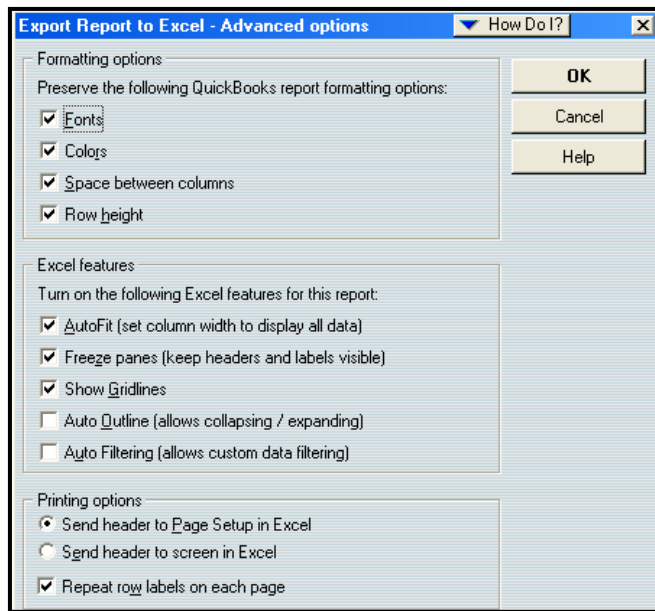 Export Report to Excel - Advanced options
How Do I?
Formatting options
Preserve the following QuickBooks report formatting options:
Fonts
Colors
Space between columns
Row height
OK
Cancel
Help
Excel features
Turn on the following Excel features for this report:
AutoFit (set column width to display all data)
Freeze panes (keep headers and labels visible)
Show Gridlines
Auto Outline (allows collapsing / expanding)
Auto Filtering (allows custom data filtering)
Printing options
Send header to Page Setup in Excel
Send header to screen in Excel
Repeat row labels on each page